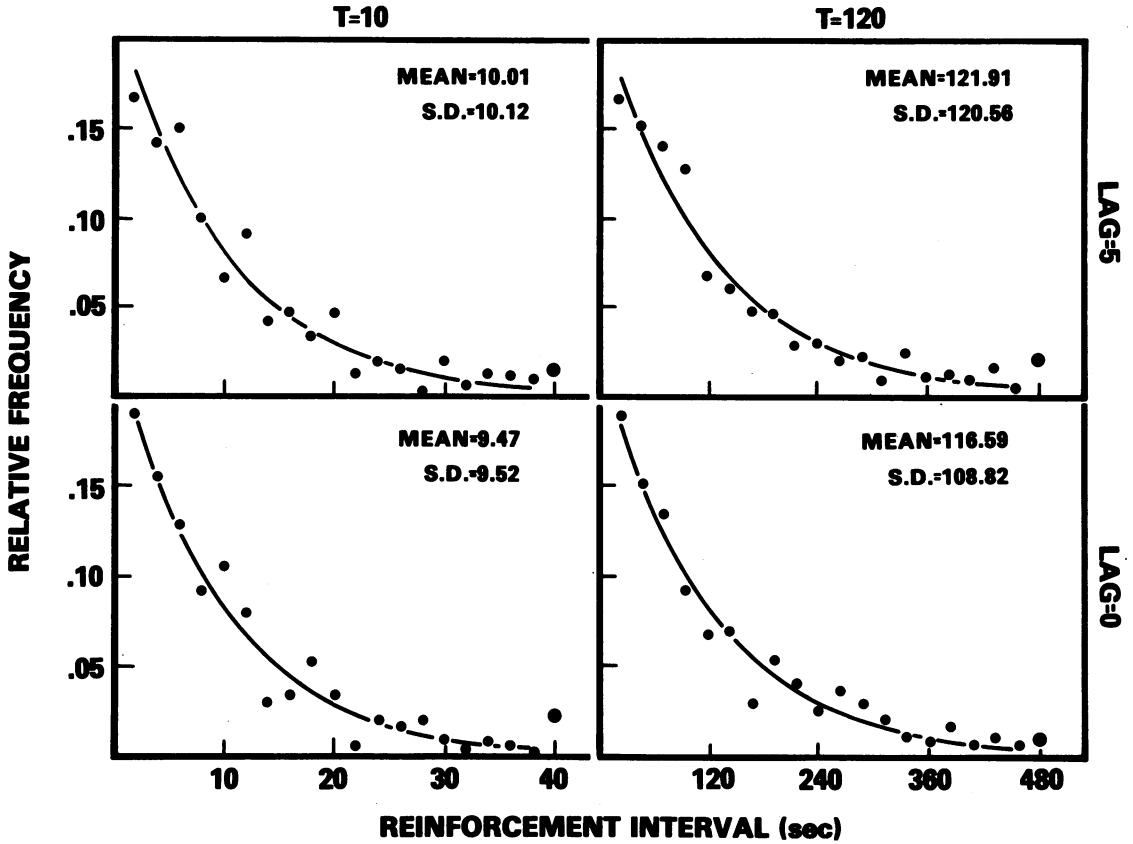 T=10
T=120
MEAN=10.01
S.D.=10.12
MEAN=121.91
S.D.=120.56
.15
.10
.05
LAG=5
RELATIVE FREQUENCY
MEAN=9.47
S.D.=9.52
MEAN=116.59
S.D.=108.82
.15
.10
.05
LAG=0
10 20 30 40 120 240 360 480
REINFORCEMENT INTERVAL (sec)